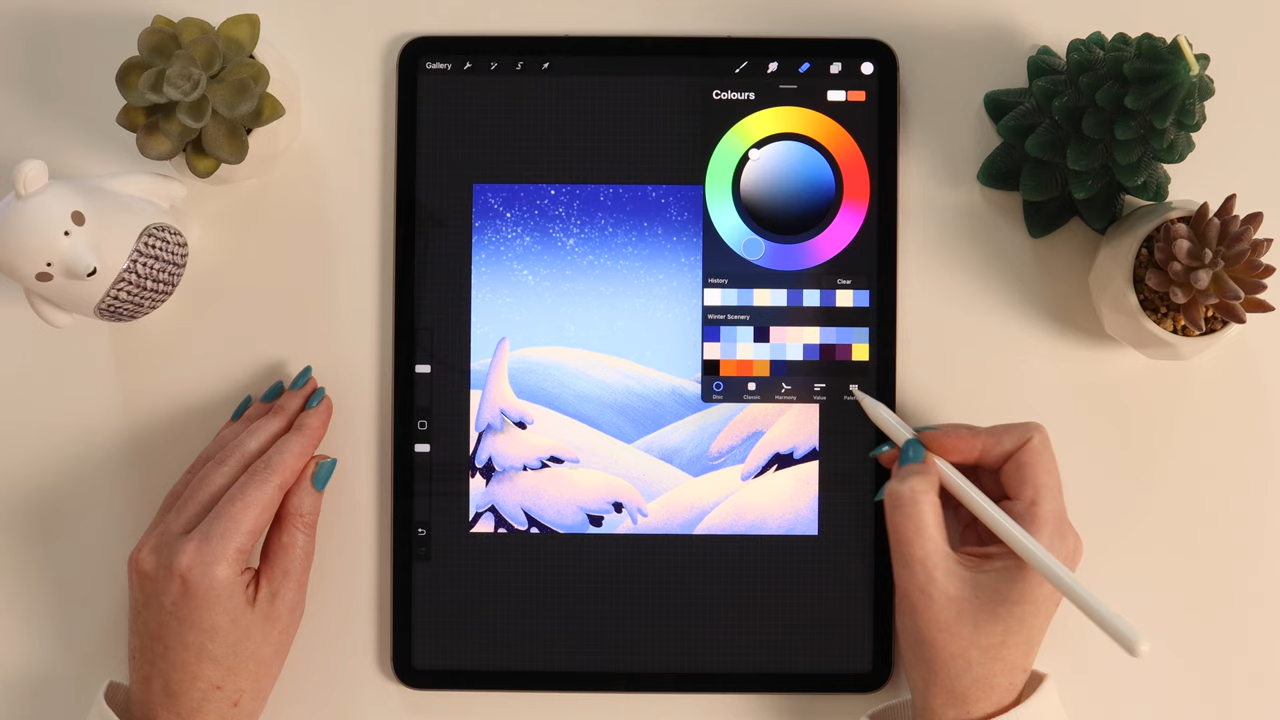 Gallery
Colours
History Clear
Winter Scenery
Disc Classic Harmony Value